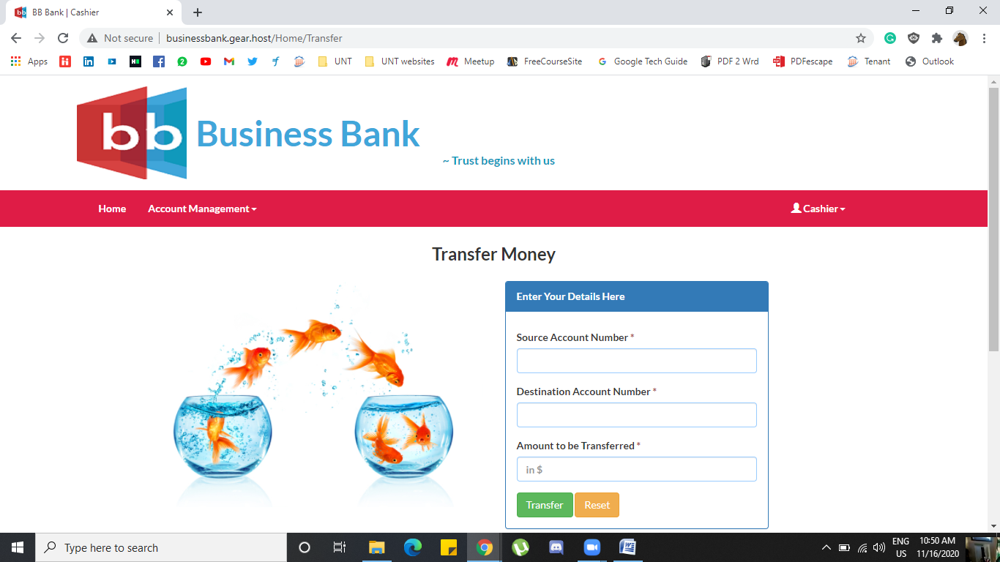 BB Bank | Cashier
Not secure | businessbank.gear.host/Home/Transfer
Apps UNT UNT websites Meetup FreeCourseSite Google Tech Guide PDF 2 Wrd PDFescape Tenant Outlook
bb Business Bank
~ Trust begins with us
Home Account Management Cashier
Transfer Money
Enter Your Details Here
Source Account Number *
Destination Account Number *
Amount to be Transferred *
in $
Transfer Reset
Type here to search
ENG 10:50 AM
US 11/16/2020